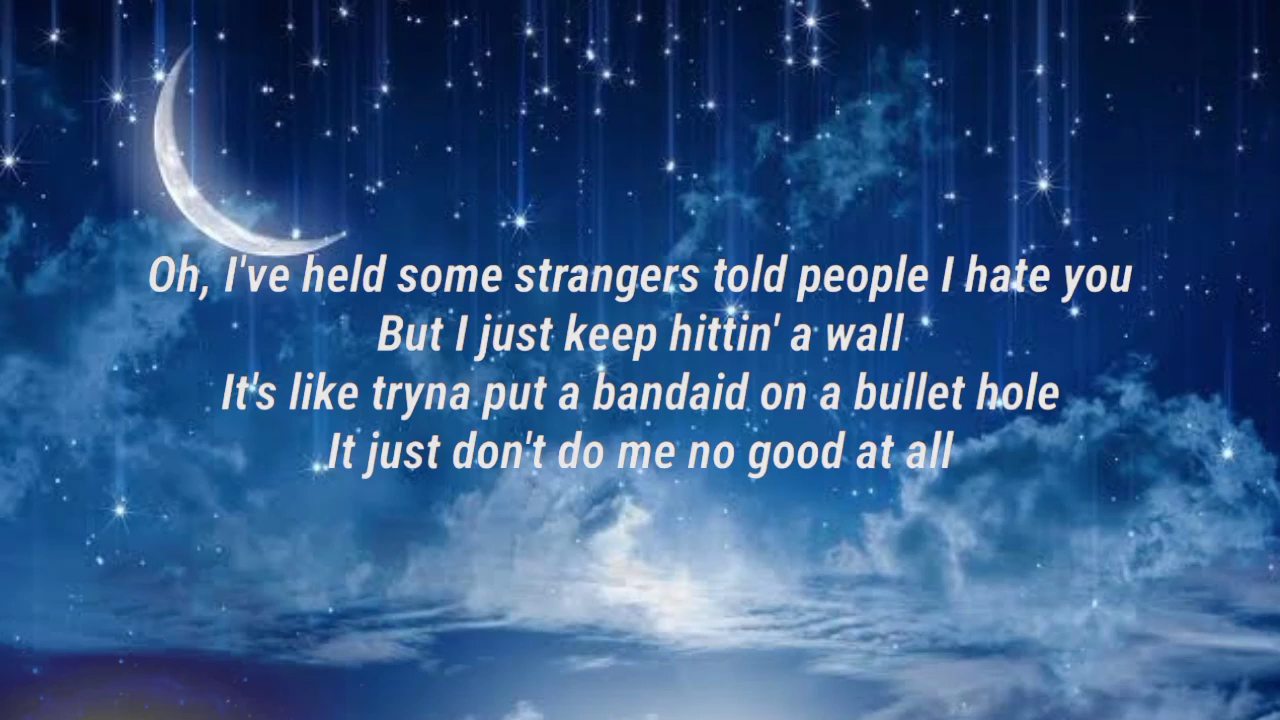 Oh, I've held some strangers told people I hate you
But I just keep hittin' a wall
It's like tryna put a bandaid on a bullet hole
It just don't do me no good at all